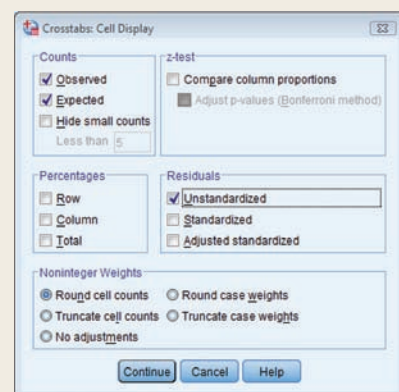 Crosstabs: Cell Display
Counts
Observed
Expected
Hide small counts
Less than 5
z-test
Compare column proportions
Adjust p-values (Bonferroni method)
Percentages
Row
Column
Total
Residuals
Unstandardized
Standardized
Adjusted standardized
Noninteger Weights
Round cell counts Round case weights
Truncate cell counts Truncate case weights
No adjustments
Continue Cancel Help